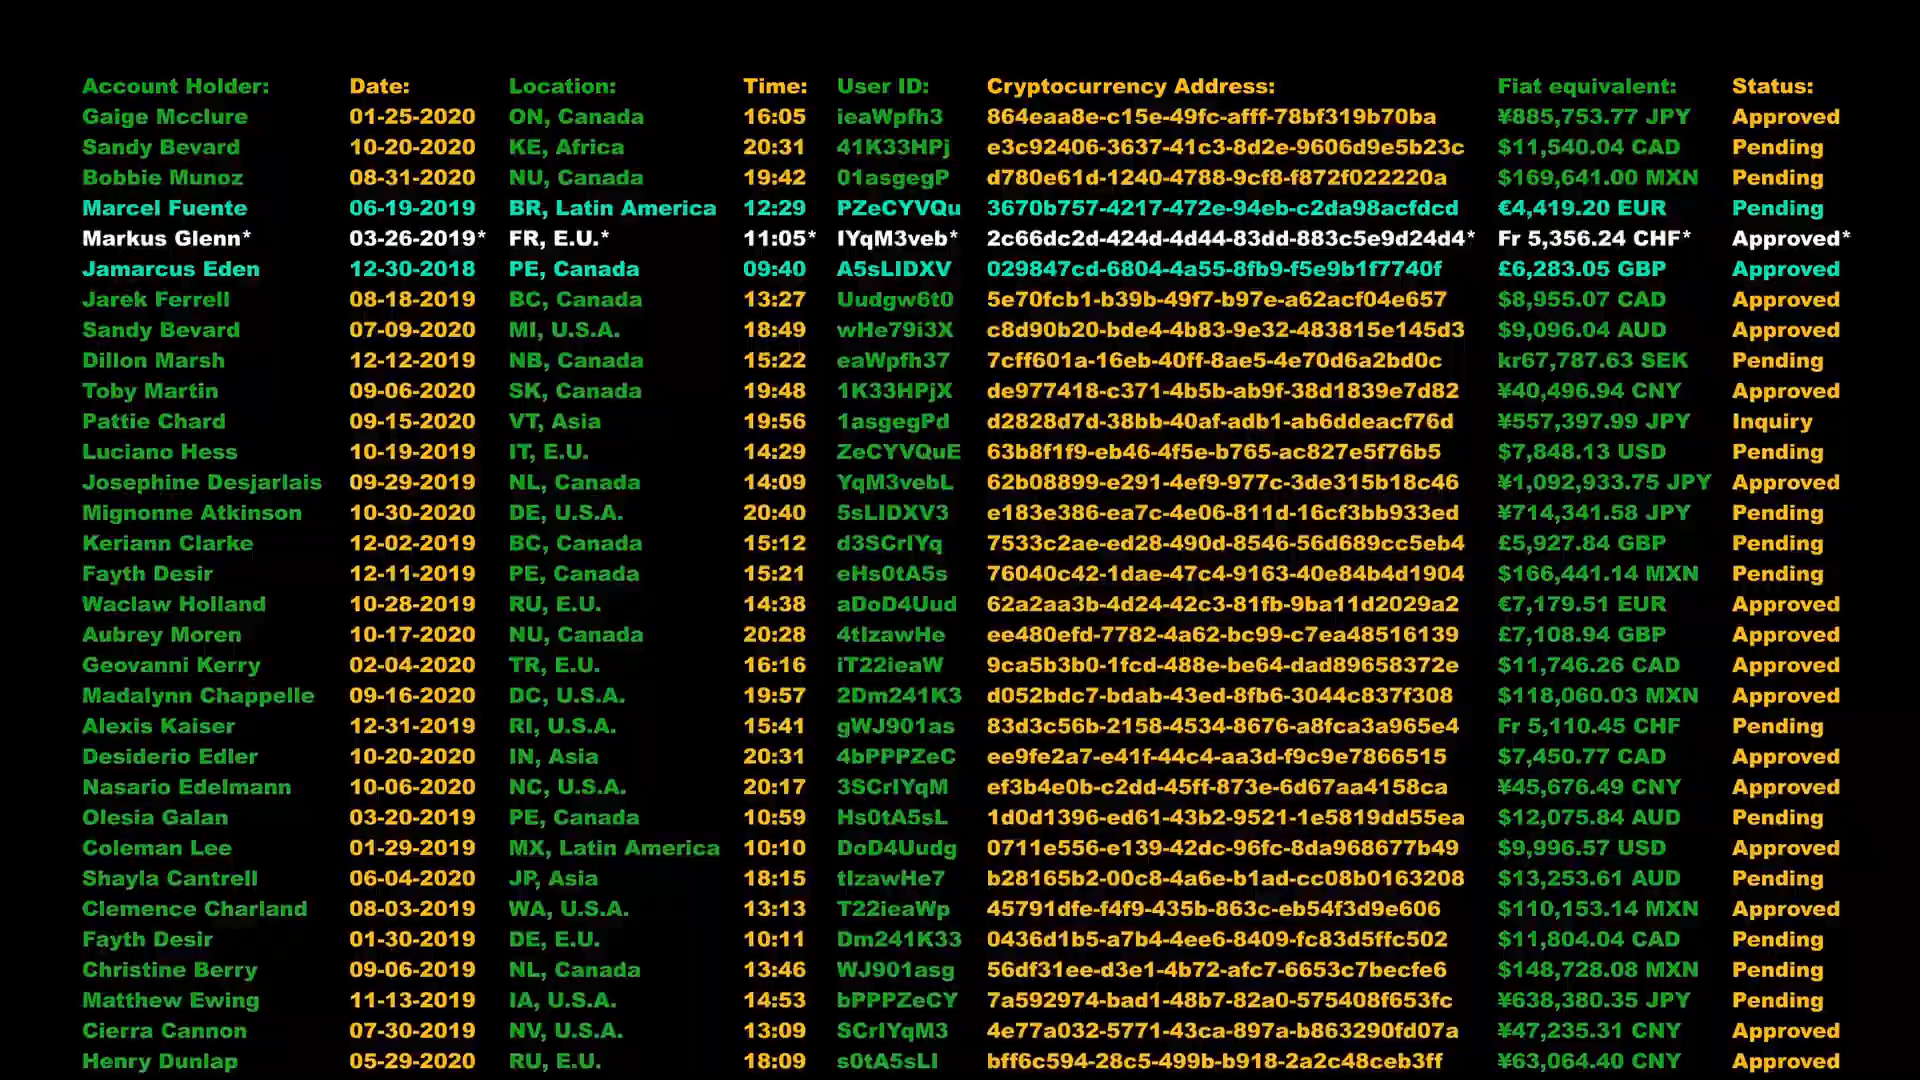 Account Holder: Date: Location: Time: User ID: Cryptocurrency Address: Fiat equivalent: Status:
Gaige Mcclure 01-25-2020 ON, Canada 16:05 ieaWpfh3 864eaa8e-c15e-49fc-afff-78bf319b70ba ¥885,753.77 JPY Approved
Sandy Bevard 10-20-2020 KE, Africa 20:31 41K33HPj e3c92406-3637-41c3-8d2e-9606d9e5b23c $11,540.04 CAD Pending
Bobbie Munoz 08-31-2020 NU, Canada 19:42 01asgegP d780e61d-1240-4788-9cf8-f872f022220a $169,641.00 MXN Pending
Marcel Fuente 06-19-2019 BR, Latin America 12:29 PZeCYVQu 3670b757-4217-472e-94eb-c2da98acfdcd €4,419.20 EUR Pending
Markus Glenn* 03-26-2019* FR, E.U.* 11:05* IYqM3veb* 2c66dc2d-424d-4d44-83dd-883c5e9d24d4* Fr 5,356.24 CHF* Approved*
Jamarcus Eden 12-30-2018 PE, Canada 09:40 A5sLIDXV 029847cd-6804-4a55-8fb9-f5e9b1f7740f £6,283.05 GBP Approved
Jarek Ferrell 08-18-2019 BC, Canada 13:27 Uudgw6t0 5e70fcb1-b39b-49f7-b97e-a62acf04e657 $8,955.07 CAD Approved
Sandy Bevard 07-09-2020 MI, U.S.A. 18:49 wHe79i3X c8d90b20-bde4-4b83-9e32-483815e145d3 $9,096.04 AUD Approved
Dillon Marsh 12-12-2019 NB, Canada 15:22 eaWpfh37 7cff601a-16eb-40ff-8ae5-4e70d6a2bd0c kr67,787.63 SEK Pending
Toby Martin 09-06-2020 SK, Canada 19:48 1K33HPjX de977418-c371-4b5b-ab9f-38d1839e7d82 ¥40,496.94 CNY Approved
Pattie Chard 09-15-2020 VT, Asia 19:56 1asgegPd d2828d7d-38bb-40af-adb1-ab6ddeacf76d ¥557,397.99 JPY Inquiry
Luciano Hess 10-19-2019 IT, E.U. 14:29 ZeCYVQuE 63b8f1f9-eb46-4f5e-b765-ac827e5f76b5 $7,848.13 USD Pending
Josephine Desjarlais 09-29-2019 NL, Canada 14:09 YqM3vebL 62b08899-e291-4ef9-977c-3de315b18c46 ¥1,092,933.75 JPY Approved
Mignonne Atkinson 10-30-2020 DE, U.S.A. 20:40 5sLIDXV3 e183e386-ea7c-4e06-811d-16cf3bb933ed ¥714,341.58 JPY Pending
Keriann Clarke 12-02-2019 BC, Canada 15:12 d3SCrIYq 7533c2ae-ed28-490d-8546-56d689cc5eb4 £5,927.84 GBP Pending
Fayth Desir 12-11-2019 PE, Canada 15:21 eHs0tA5s 76040c42-1dae-47c4-9163-40e84b4d1904 $166,441.14 MXN Pending
Waclaw Holland 10-28-2019 RU, E.U. 14:38 aDoD4Uud 62a2aa3b-4d24-42c3-81fb-9ba11d2029a2 €7,179.51 EUR Approved
Aubrey Moren 10-17-2020 NU, Canada 20:28 4tIzawHe ee480efd-7782-4a62-bc99-c7ea48516139 £7,108.94 GBP Approved
Geovanni Kerry 02-04-2020 TR, E.U. 16:16 iT22ieaW 9ca5b3b0-1fcd-488e-be64-dad89658372e $11,746.26 CAD Approved
Madalynn Chappelle 09-16-2020 DC, U.S.A. 19:57 2Dm241K3 d052bdc7-bdab-43ed-8fb6-3044c837f308 $118,060.03 MXN Approved
Alexis Kaiser 12-31-2019 RI, U.S.A. 15:41 gWJ901as 83d3c56b-2158-4534-8676-a8fca3a965e4 Fr 5,110.45 CHF Pending
Desiderio Edler 10-20-2020 IN, Asia 20:31 4bPPPZeC ee9fe2a7-e41f-44c4-aa3d-f9c9e7866515 $7,450.77 CAD Approved
Nasario Edelmann 10-06-2020 NC, U.S.A. 20:17 3SCrIYqM ef3b4e0b-c2dd-45ff-873e-6d67aa4158ca ¥45,676.49 CNY Approved
Olesia Galan 03-20-2019 PE, Canada 10:59 Hs0tA5sL 1d0d1396-ed61-43b2-9521-1e5819dd55ea $12,075.84 AUD Pending
Coleman Lee 01-29-2019 MX, Latin America 10:10 DoD4Uudg 0711e556-e139-42dc-96fc-8da968677b49 $9,996.57 USD Approved
Shayla Cantrell 06-04-2020 JP, Asia 18:15 tIzawHe7 b28165b2-00c8-4a6e-b1ad-cc08b0163208 $13,253.61 AUD Pending
Clemence Charland 08-03-2019 WA, U.S.A. 13:13 T22ieaWp 45791dfe-f4f9-435b-863c-eb54f3d9e606 $110,153.14 MXN Approved
Fayth Desir 01-30-2019 DE, E.U. 10:11 Dm241K33 0436d1b5-a7b4-4ee6-8409-fc83d5ffc502 $11,804.04 CAD Pending
Christine Berry 09-06-2019 NL, Canada 13:46 WJ901asg 56df31ee-d3e1-4b72-afc7-6653c7becfe6 $148,728.08 MXN Pending
Matthew Ewing 11-13-2019 IA, U.S.A. 14:53 bPPPZeCY 7a592974-bad1-48b7-82a0-575408f653fc ¥638,380.35 JPY Pending
Cierra Cannon 07-30-2019 NV, U.S.A. 13:09 SCrIYqM3 4e77a032-5771-43ca-897a-b863290fd07a ¥47,235.31 CNY Approved
Henry Dunlap 05-29-2020 RU, E.U. 18:09 s0tA5sLI bff6c594-28c5-499b-b918-2a2c48ceb3ff ¥63,064.40 CNY Approved